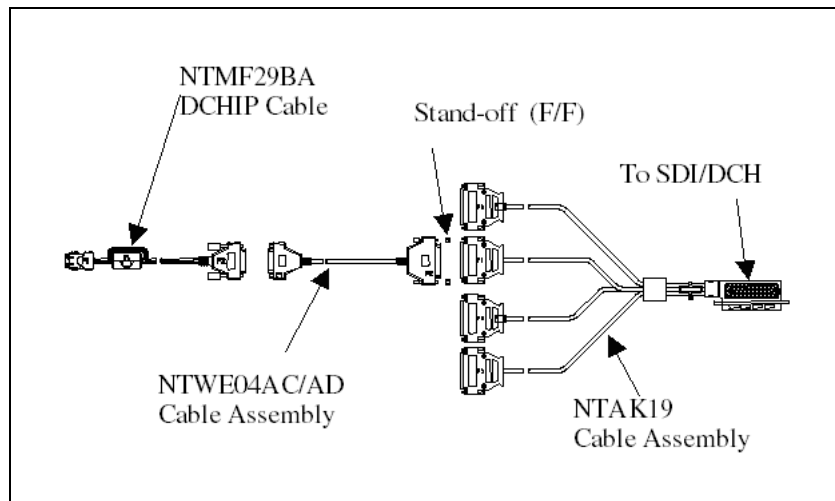 NTMF29BA
DCHIP Cable
Stand-off (F/F)
To SDI/DCH
NTWE04AC/AD
Cable Assembly
NTAK19
Cable Assembly